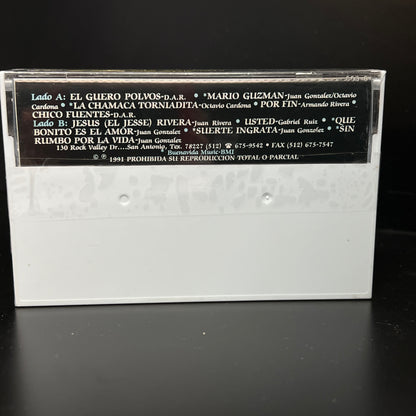 Lado A: EL GUERO POLVOS-D.A.R. • *MARIO GUZMAN-Juan Gonzalez/Octavio
Cardona • *LA CHAMACA TORNIADITA-Octavio Cardona • POR FIN-Armando Rivera •
CHICO FUENTES-D.A.R.
Lado B: JESUS (EL JESSE) RIVERA-Juan Rivera • USTED-Gabriel Ruiz • *QUE
BONITO ES EL AMOR-Juan Gonzalez • *SUERTE INGRATA-Juan Gonzolez • *SIN
RUMBO POR LA VIDA-Juan Gonzalez
130 Rock Valley Dr....San Antonio, Tex. 78227 (512) ☎ 675-9542 • FAX (512) 675-7547
© ℗ 1991 PROHIBIDA SU REPRODUCCION TOTAL O PARCIAL
* Buenavida Music-BMI